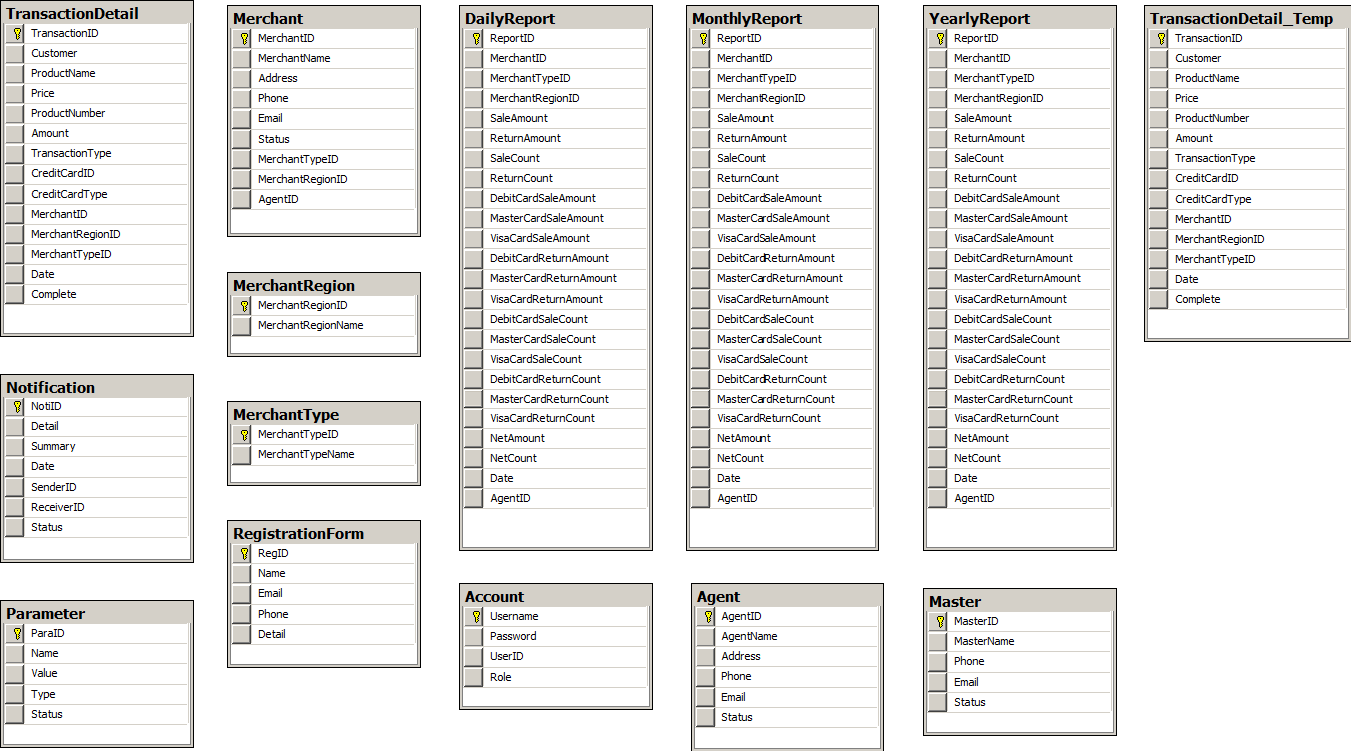 TransactionDetail
TransactionID
Customer
ProductName
Price
ProductNumber
Amount
TransactionType
CreditCardID
CreditCardType
MerchantID
MerchantRegionID
MerchantTypeID
Date
Complete
Notification
NotiID
Detail
Summary
Date
SenderID
ReceiverID
Status
Parameter
ParaID
Name
Value
Type
Status
Merchant
MerchantID
MerchantName
Address
Phone
Email
Status
MerchantTypeID
MerchantRegionID
AgentID
MerchantRegion
MerchantRegionID
MerchantRegionName
MerchantType
MerchantTypeID
MerchantTypeName
RegistrationForm
RegID
Name
Email
Phone
Detail
DailyReport
ReportID
MerchantID
MerchantTypeID
MerchantRegionID
SaleAmount
ReturnAmount
SaleCount
ReturnCount
DebitCardSaleAmount
MasterCardSaleAmount
VisaCardSaleAmount
DebitCardReturnAmount
MasterCardReturnAmount
VisaCardReturnAmount
DebitCardSaleCount
MasterCardSaleCount
VisaCardSaleCount
DebitCardReturnCount
MasterCardReturnCount
VisaCardReturnCount
NetAmount
NetCount
Date
AgentID
Account
Username
Password
UserID
Role
MonthlyReport
ReportID
MerchantID
MerchantTypeID
MerchantRegionID
SaleAmount
ReturnAmount
SaleCount
ReturnCount
DebitCardSaleAmount
MasterCardSaleAmount
VisaCardSaleAmount
DebitCardReturnAmount
MasterCardReturnAmount
VisaCardReturnAmount
DebitCardSaleCount
MasterCardSaleCount
VisaCardSaleCount
DebitCardReturnCount
MasterCardReturnCount
VisaCardReturnCount
NetAmount
NetCount
Date
AgentID
Agent
AgentID
AgentName
Address
Phone
Email
Status
YearlyReport
ReportID
MerchantID
MerchantTypeID
MerchantRegionID
SaleAmount
ReturnAmount
SaleCount
ReturnCount
DebitCardSaleAmount
MasterCardSaleAmount
VisaCardSaleAmount
DebitCardReturnAmount
MasterCardReturnAmount
VisaCardReturnAmount
DebitCardSaleCount
MasterCardSaleCount
VisaCardSaleCount
DebitCardReturnCount
MasterCardReturnCount
VisaCardReturnCount
NetAmount
NetCount
Date
AgentID
Master
MasterID
MasterName
Phone
Email
Status
TransactionDetail_Temp
TransactionID
Customer
ProductName
Price
ProductNumber
Amount
TransactionType
CreditCardID
CreditCardType
MerchantID
MerchantRegionID
MerchantTypeID
Date
Complete